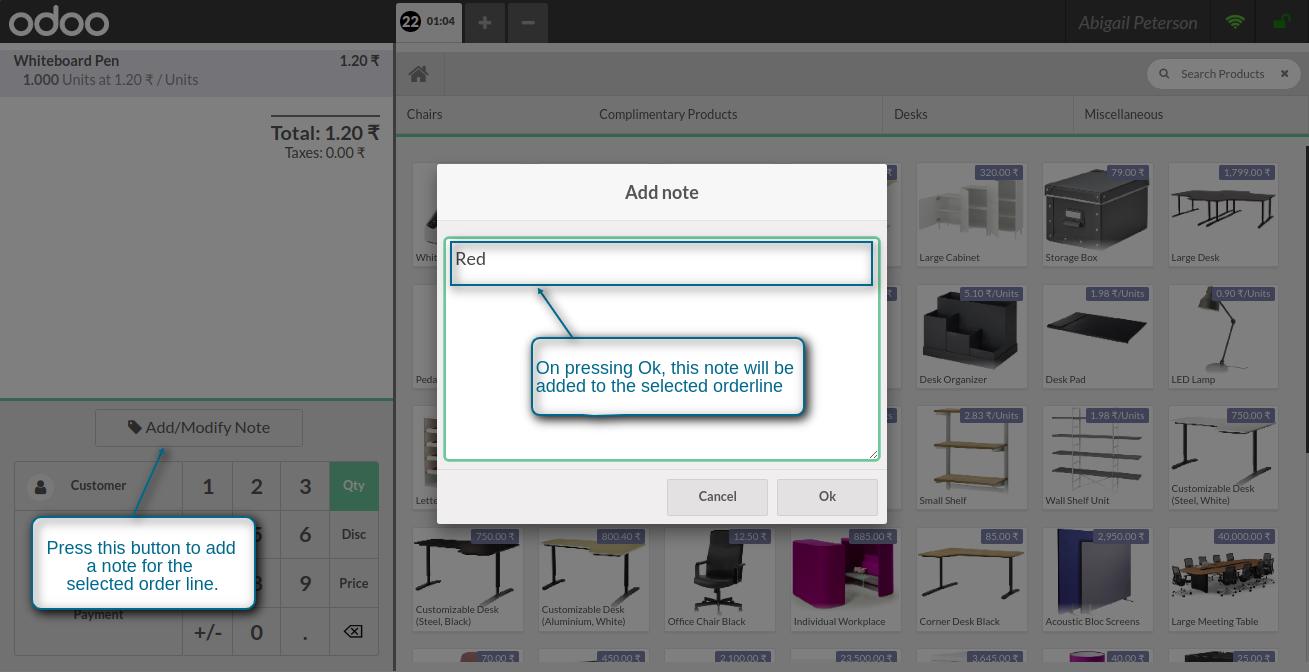 odoo
22 01:04
Abigail Peterson
Whiteboard Pen 1.20 ₹
1.000 Units at 1.20 ₹ / Units
Total: 1.20 ₹
Taxes: 0.00 ₹
Search Products
Chairs Complimentary Products Desks Miscellaneous
₹ 320.00 ₹ 79.00 ₹ 1,799.00 ₹
Large Cabinet Storage Box Large Desk
₹ 5.10 ₹/Units 1.98 ₹/Units 0.90 ₹/Units
Desk Organizer Desk Pad LED Lamp
₹ 2.83 ₹/Units 1.98 ₹/Units 750.00 ₹
Small Shelf Wall Shelf Unit Customizable Desk
(Steel, White)
750.00 ₹ 800.40 ₹ 12.50 ₹ 885.00 ₹ 85.00 ₹ 2,950.00 ₹ 40,000.00 ₹
Customizable Desk
(Steel, Black)
Customizable Desk
(Aluminium, White)
Office Chair Black Individual Workplace Corner Desk Black Acoustic Bloc Screens Large Meeting Table
70.00 ₹ 450.00 ₹ 2,100.00 ₹ 23,500.00 ₹ 3,645.00 ₹ 40.00 ₹ 25.00 ₹
Add note
Red
On pressing Ok, this note will be
added to the selected orderline
Cancel Ok
Add/Modify Note
Customer 1 2 3 Qty
6 Disc
9 Price
Payment
+/- 0 .
Press this button to add
a note for the
selected order line.